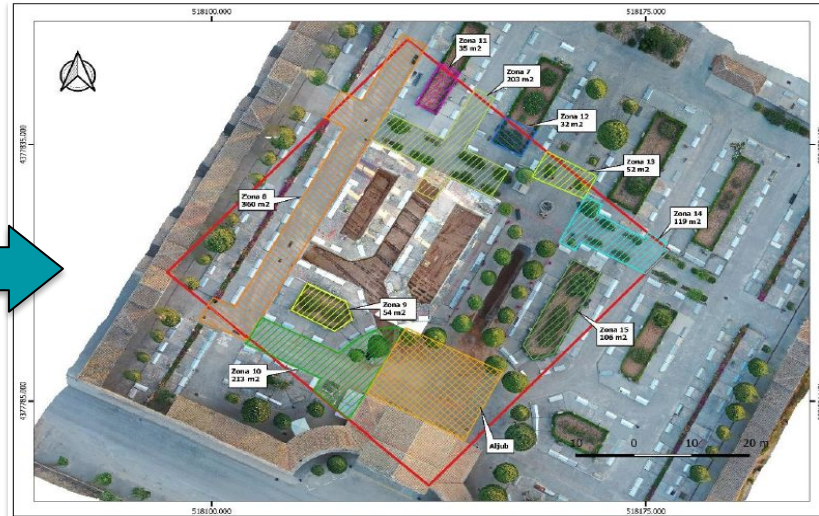 518100.000
518175.000
Zona 11
35 m2
Zona 7
203 m2
Zona 12
32 m2
4377835.000
Zona 13
52 m2
Zona 8
360 m2
Zona 14
119 m2
Zona 9
54 m2
Zona 15
106 m2
Zona 10
213 m2
4377785.000
Aljub
10 0 10 20 m
518100.000
518175.000